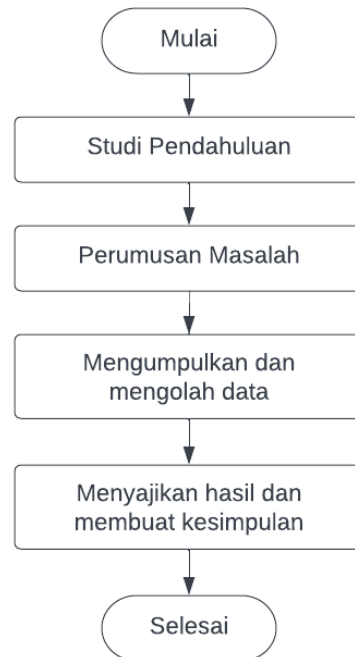 Mulai
Studi Pendahuluan
Perumusan Masalah
Mengumpulkan dan
mengolah data
Menyajikan hasil dan
membuat kesimpulan
Selesai